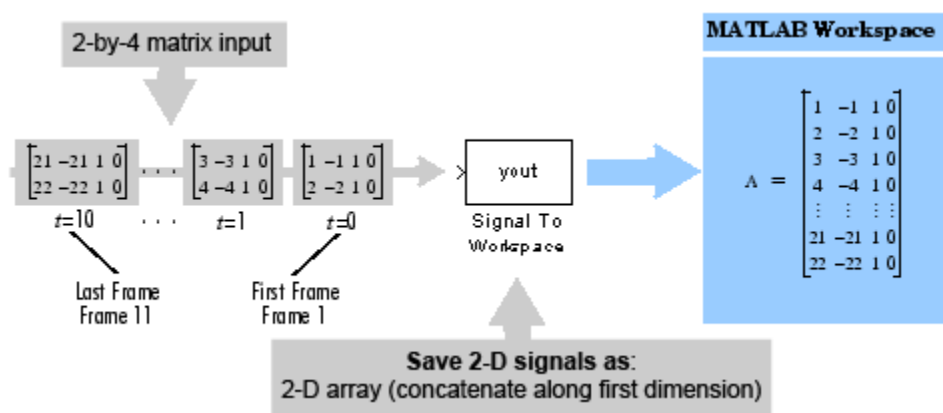 2-by-4 matrix input
MATLAB Workspace
[21 -21 1 0
22 -22 1 0]
. . .
[3 -3 1 0
4 -4 1 0]
[1 -1 1 0
2 -2 1 0]
t=10
. . .
t=1
t=0
Last Frame
Frame 11
First Frame
Frame 1
yout
Signal To
Workspace
A =
[1 -1 1 0
2 -2 1 0
3 -3 1 0
4 -4 1 0
⋮ ⋮ ⋮ ⋮
21 -21 1 0
22 -22 1 0]
Save 2-D signals as:
2-D array (concatenate along first dimension)